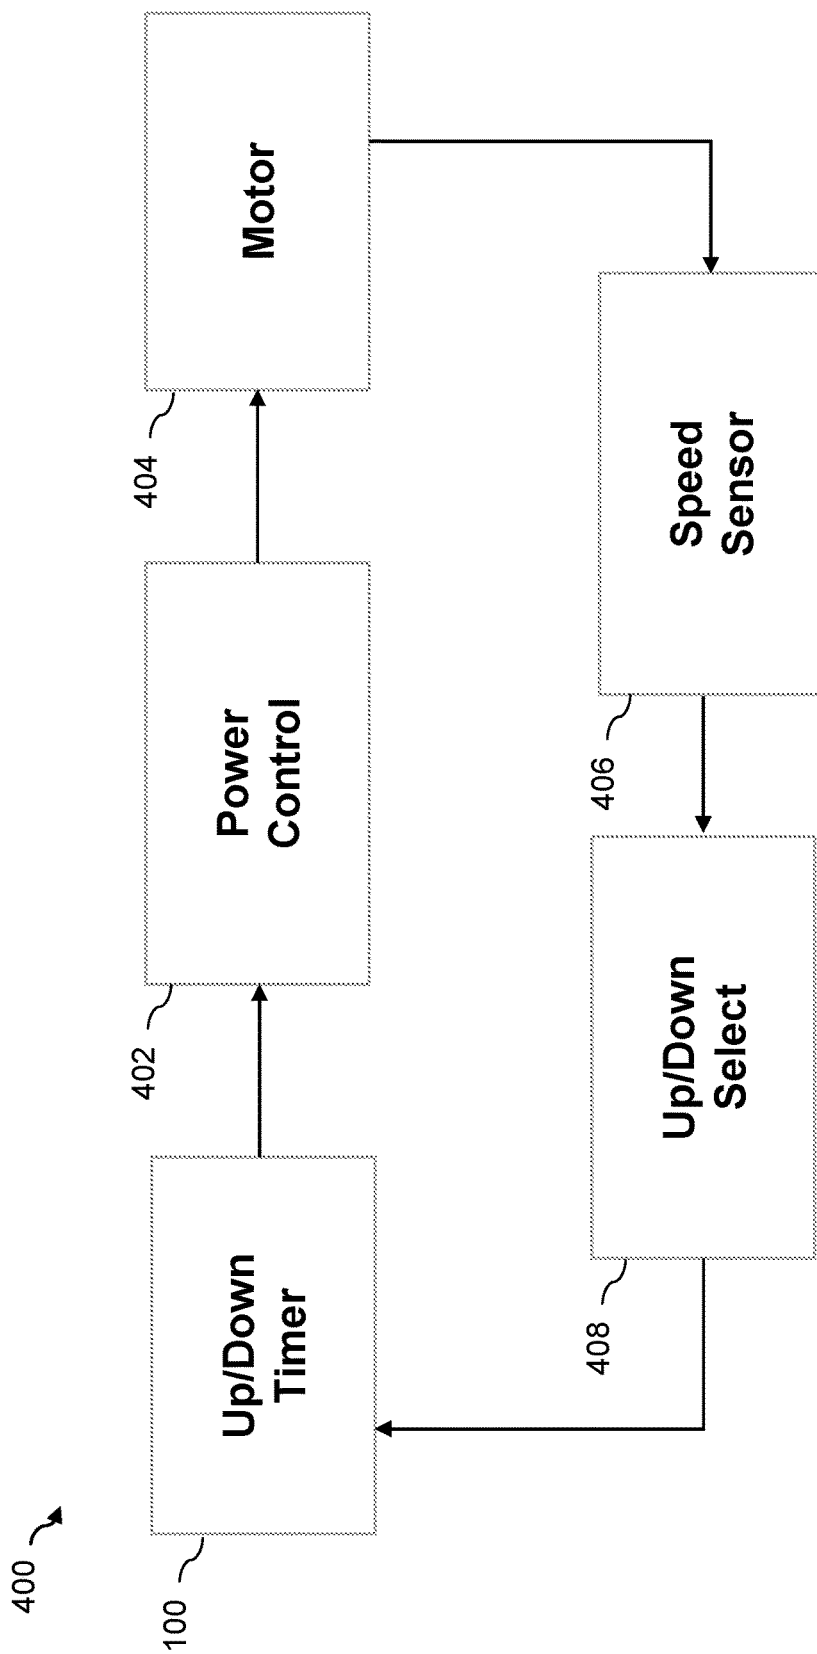 400
100
Up/Down
Timer
402
Power
Control
404
Motor
408
Up/Down
Select
406
Speed
Sensor